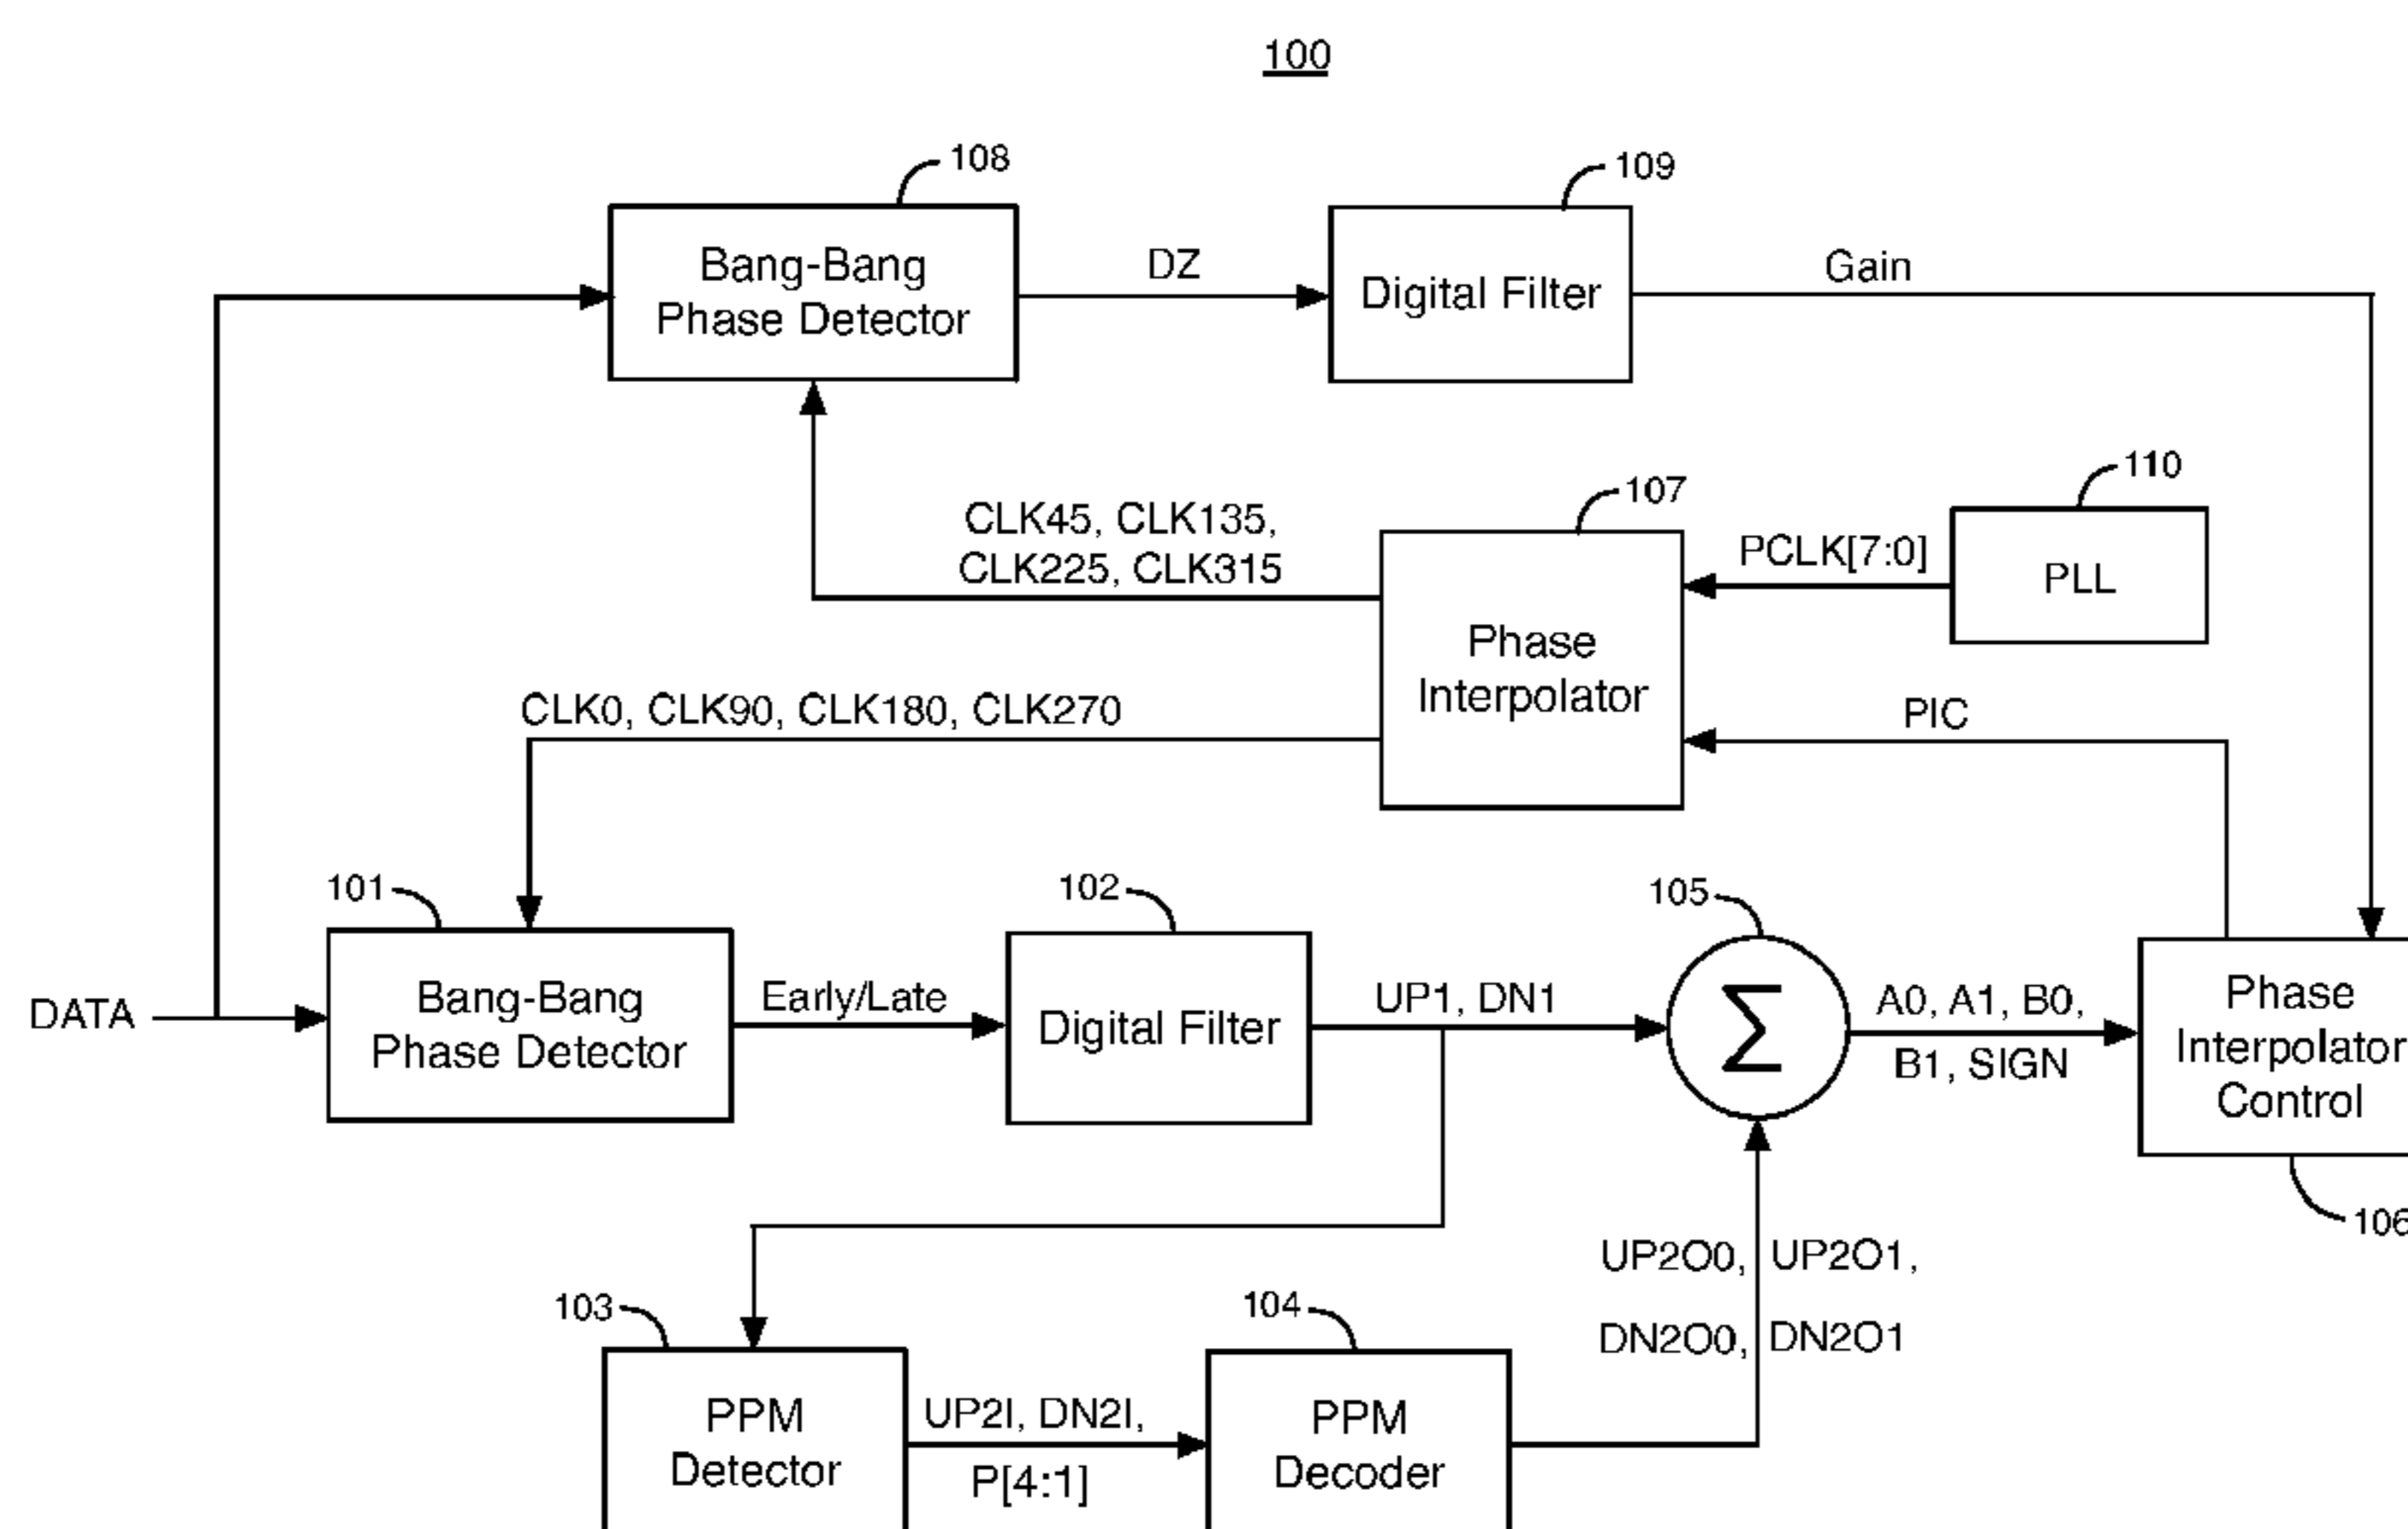 100
108
109
Bang-Bang
Phase Detector
DZ
Digital Filter
Gain
110
107
CLK45, CLK135,
CLK225, CLK315
PCLK[7:0]
PLL
Phase
Interpolator
CLK0, CLK90, CLK180, CLK270
PIC
101
102
105
DATA
Bang-Bang
Phase Detector
Early/Late
Digital Filter
UP1, DN1
Σ
A0, A1, B0,
B1, SIGN
Phase
Interpolator
Control
106
UP2O0, UP2O1,
DN2O0, DN2O1
103
104
PPM
Detector
UP2I, DN2I,
P[4:1]
PPM
Decoder